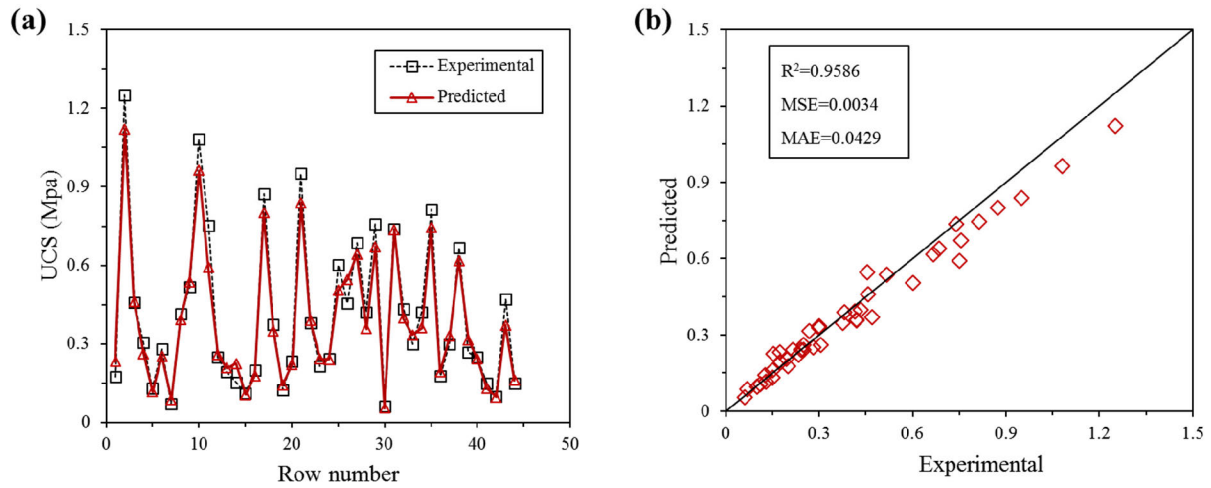 (a)
1.5
1.2
0.9
0.6
0.3
0
UCS (Mpa)
Experimental
Predicted
0
10
20
30
40
50
Row number
(b)
1.5
1.2
0.9
0.6
0.3
0
Predicted
R²=0.9586
MSE=0.0034
MAE=0.0429
0
0.3
0.6
0.9
1.2
1.5
Experimental